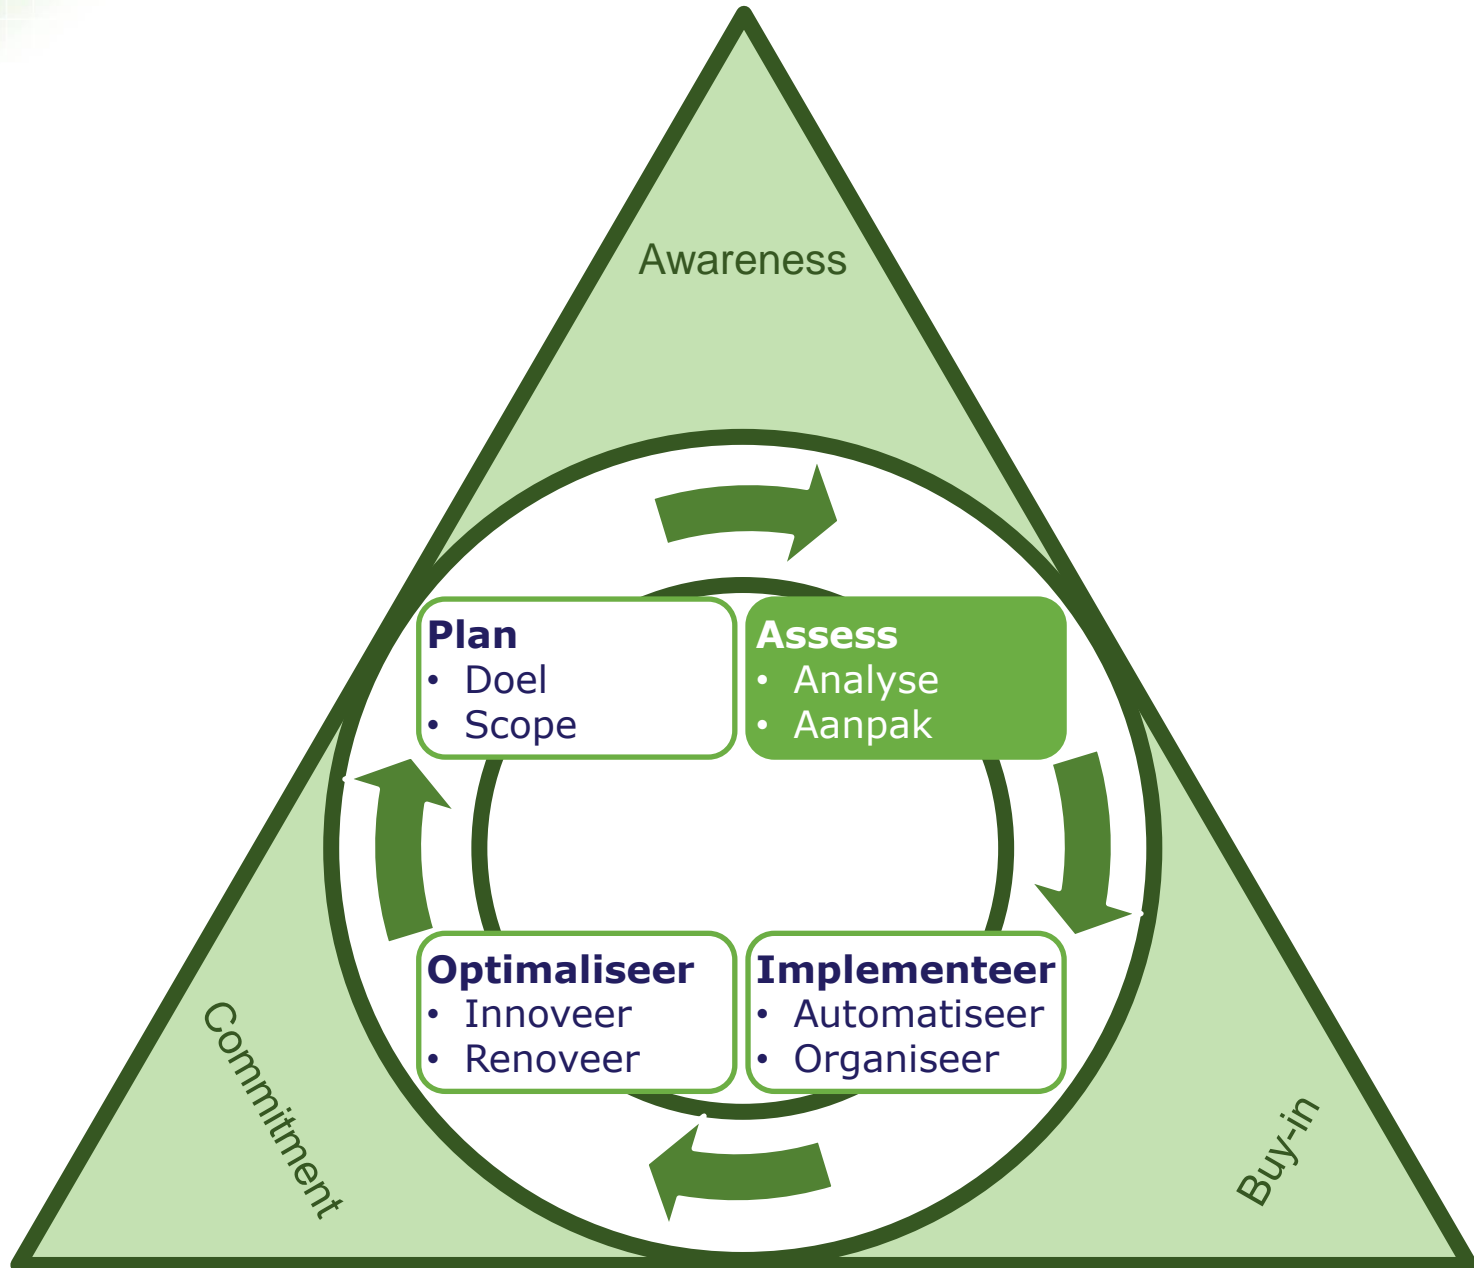 Awareness
Plan
• Doel
• Scope
Assess
• Analyse
• Aanpak
Optimaliseer
• Innoveer
• Renoveer
Implementeer
• Automatiseer
• Organiseer
Commitment
Buy-in